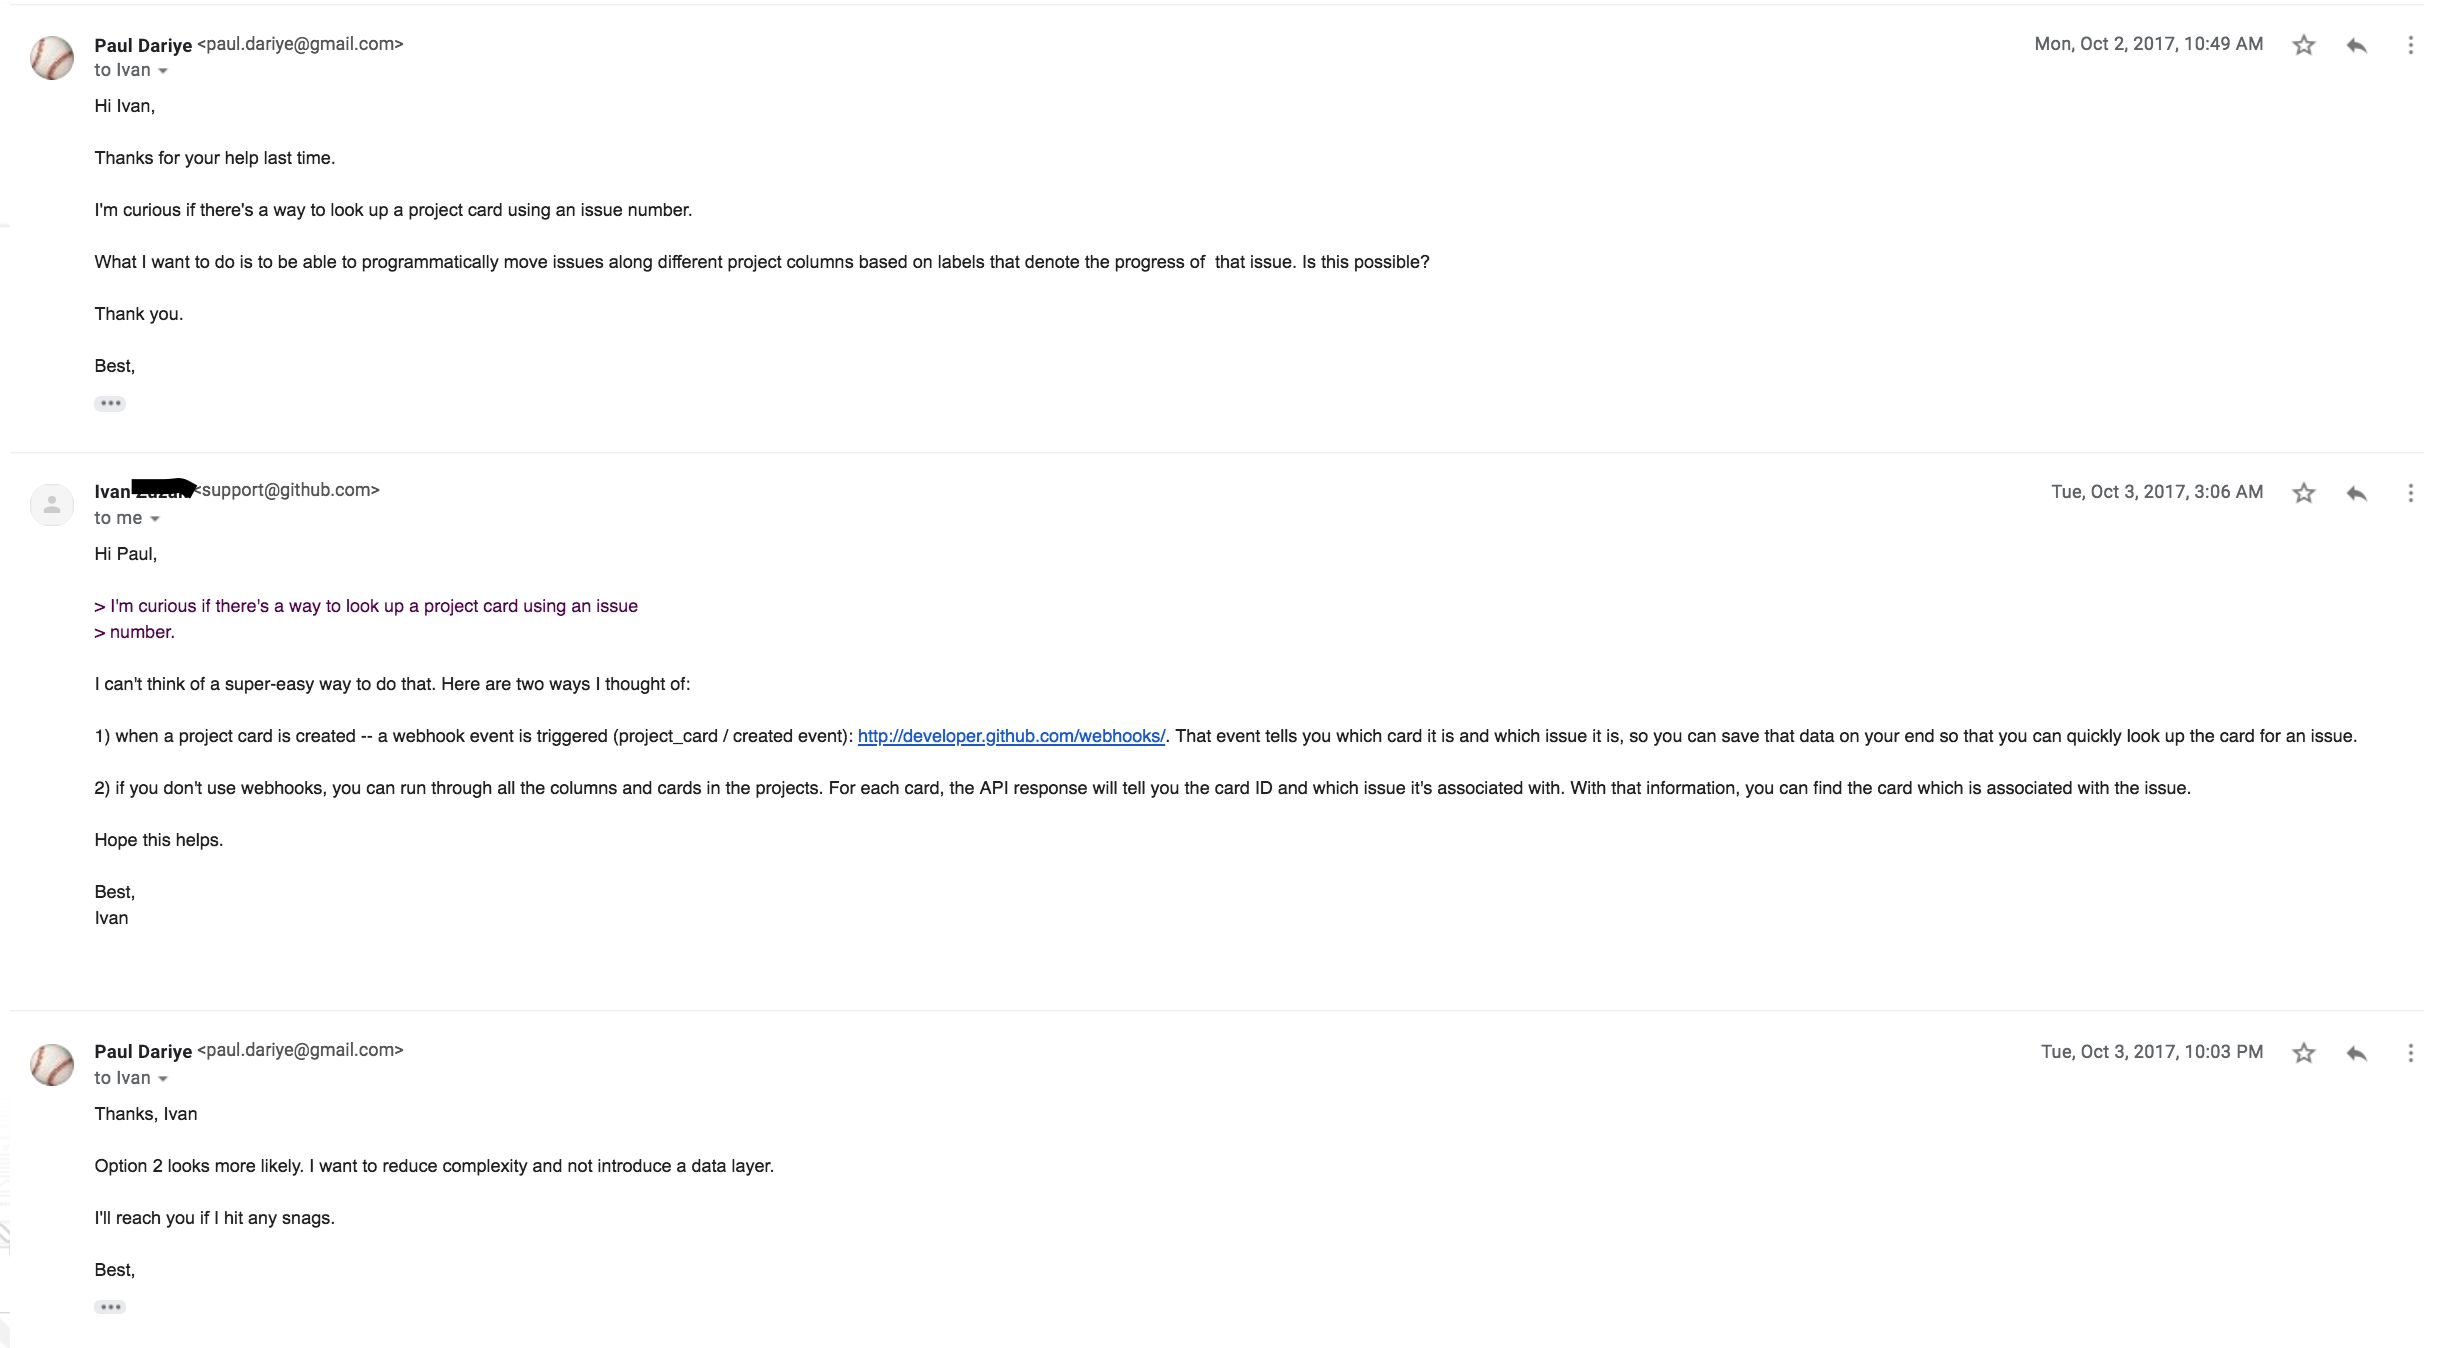 Paul Dariye <paul.dariye@gmail.com>
Mon, Oct 2, 2017, 10:49 AM
to Ivan
Hi Ivan,
Thanks for your help last time.
I'm curious if there's a way to look up a project card using an issue number.
What I want to do is to be able to programmatically move issues along different project columns based on labels that denote the progress of  that issue. Is this possible?
Thank you.
Best,
Ivan <support@github.com>
Tue, Oct 3, 2017, 3:06 AM
to me
Hi Paul,
> I'm curious if there's a way to look up a project card using an issue
> number.
I can't think of a super-easy way to do that. Here are two ways I thought of:
1) when a project card is created -- a webhook event is triggered (project_card / created event): http://developer.github.com/webhooks/. That event tells you which card it is and which issue it is, so you can save that data on your end so that you can quickly look up the card for an issue.
2) if you don't use webhooks, you can run through all the columns and cards in the projects. For each card, the API response will tell you the card ID and which issue it's associated with. With that information, you can find the card which is associated with the issue.
Hope this helps.
Best,
Ivan
Paul Dariye <paul.dariye@gmail.com>
Tue, Oct 3, 2017, 10:03 PM
to Ivan
Thanks, Ivan
Option 2 looks more likely. I want to reduce complexity and not introduce a data layer.
I'll reach you if I hit any snags.
Best,